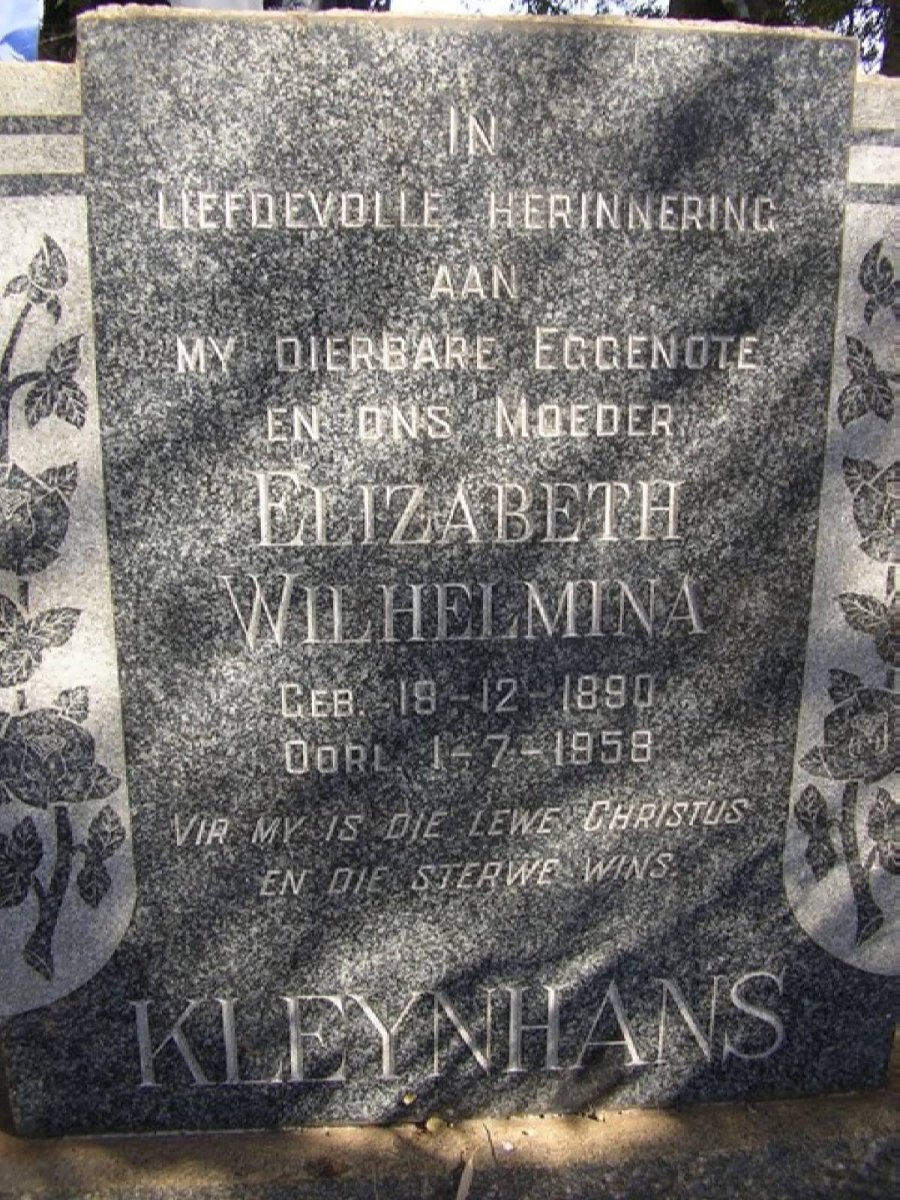 IN
LIEFDEVOLLE HERINNERING
AAN
MY DIERBARE EGGENOTE
EN ONS MOEDER
ELIZABETH
WILHELMINA
GEB. 18-12-1890
OORL. 1-7-1958
VIR MY IS DIE LEWE CHRISTUS
EN DIE STERWE WINS.
KLEYNHANS